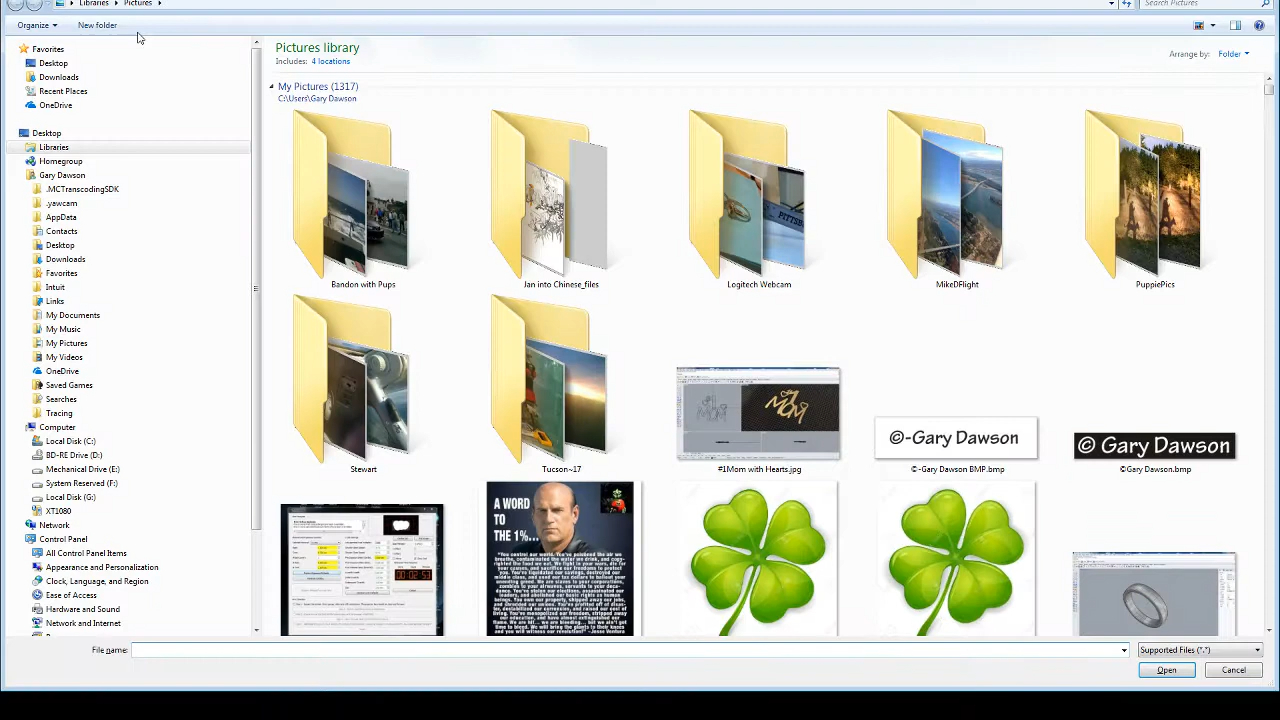 Libraries Pictures
Search Pictures
Organize New folder
Favorites
Desktop
Downloads
Recent Places
OneDrive
Desktop
Libraries
Homegroup
Gary Dawson
.MCTranscodingSDK
.yawcam
AppData
Contacts
Desktop
Downloads
Favorites
Intuit
Links
My Documents
My Music
My Pictures
My Videos
OneDrive
Saved Games
Searches
Tracing
Computer
Local Disk (C:)
BD-RE Drive (D:)
Mechanical Drive (E:)
System Reserved (F:)
Local Disk (G:)
XT1080
Network
Control Panel
All Control Panel Items
Appearance and Personalization
Clock, Language, and Region
Ease of Access
Hardware and Sound
Network and Internet
Pictures library
Includes: 4 locations
Arrange by: Folder
My Pictures (1317)
C:\Users\Gary Dawson
Bandon with Pups
Jan into Chinese_files
Logitech Webcam
MikeDFlight
PuppiePics
Stewart
Tucson~17
#1Mom with Hearts.jpg
©-Gary Dawson
©-Gary Dawson BMP.bmp
© Gary Dawson
©Gary Dawson.bmp
A WORD
TO
THE 1%...
File name:
Supported Files (*.*)
Open Cancel